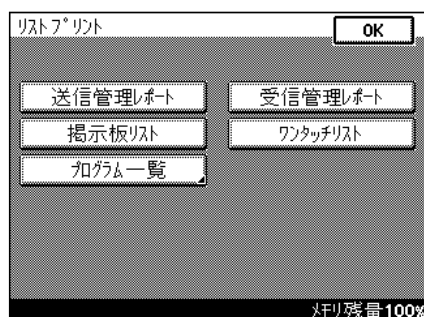 リスト プリント
OK
送信管理レポート 受信管理レポート
掲示板リスト ワンタッチリスト
プログラム一覧
メモリ残量100%